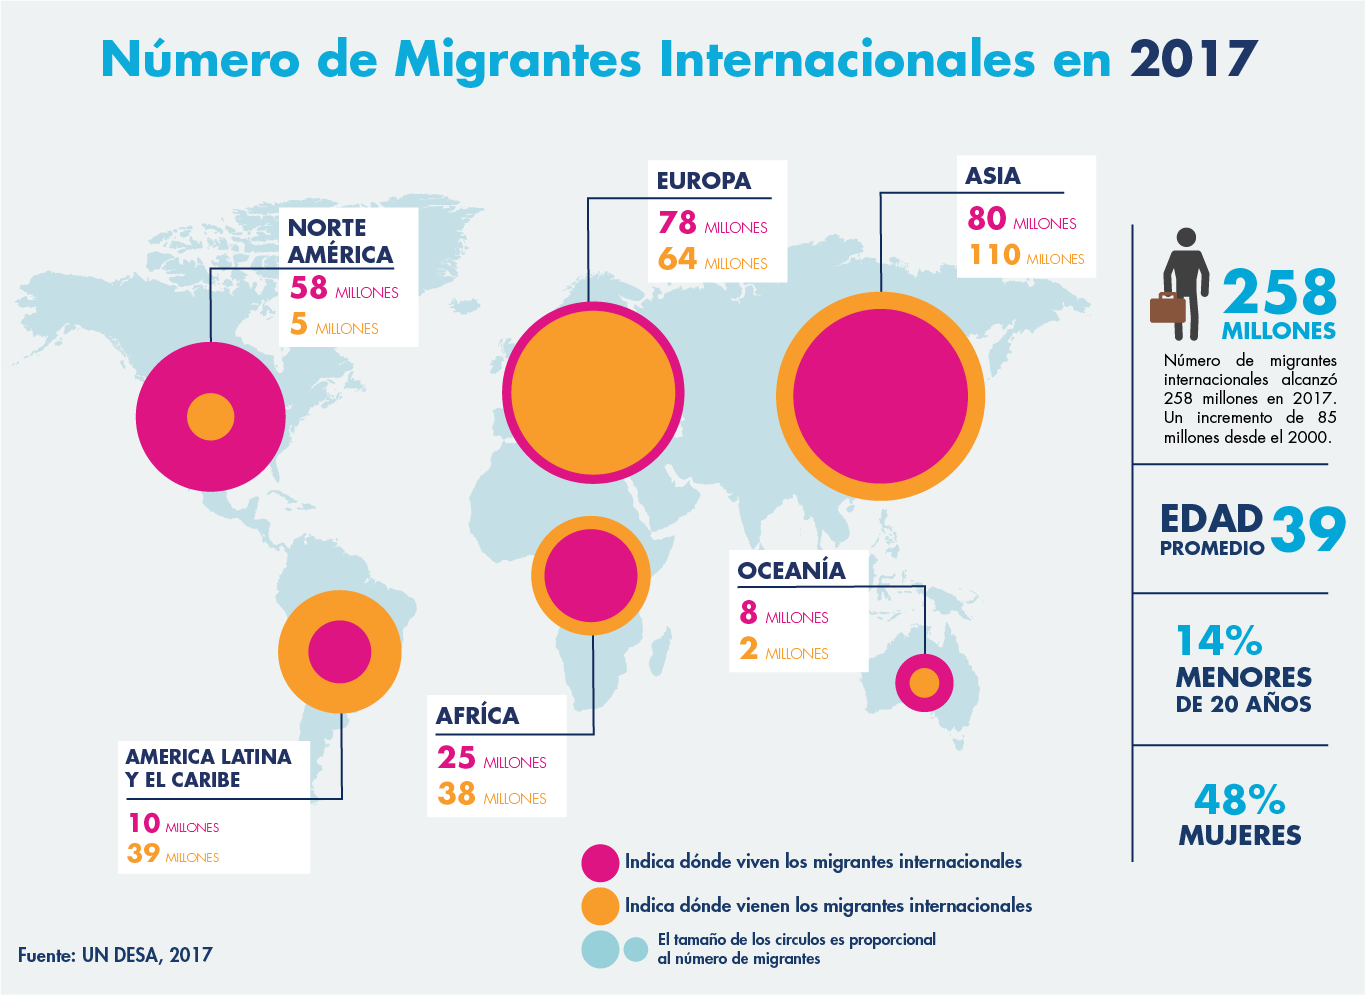 Número de Migrantes Internacionales en 2017
NORTE
AMÉRICA
58 MILLONES
5 MILLONES
EUROPA
78 MILLONES
64 MILLONES
ASIA
80 MILLONES
110 MILLONES
AMERICA LATINA
Y EL CARIBE
10 MILLONES
39 MILLONES
AFRÍCA
25 MILLONES
38 MILLONES
OCEANÍA
8 MILLONES
2 MILLONES
258
MILLONES
Número de migrantes
internacionales alcanzó
258 millones en 2017.
Un incremento de 85
millones desde el 2000.
EDAD
PROMEDIO 39
14%
MENORES
DE 20 AÑOS
48%
MUJERES
Indica dónde viven los migrantes internacionales
Indica dónde vienen los migrantes internacionales
El tamaño de los circulos es proporcional
al número de migrantes
Fuente: UN DESA, 2017